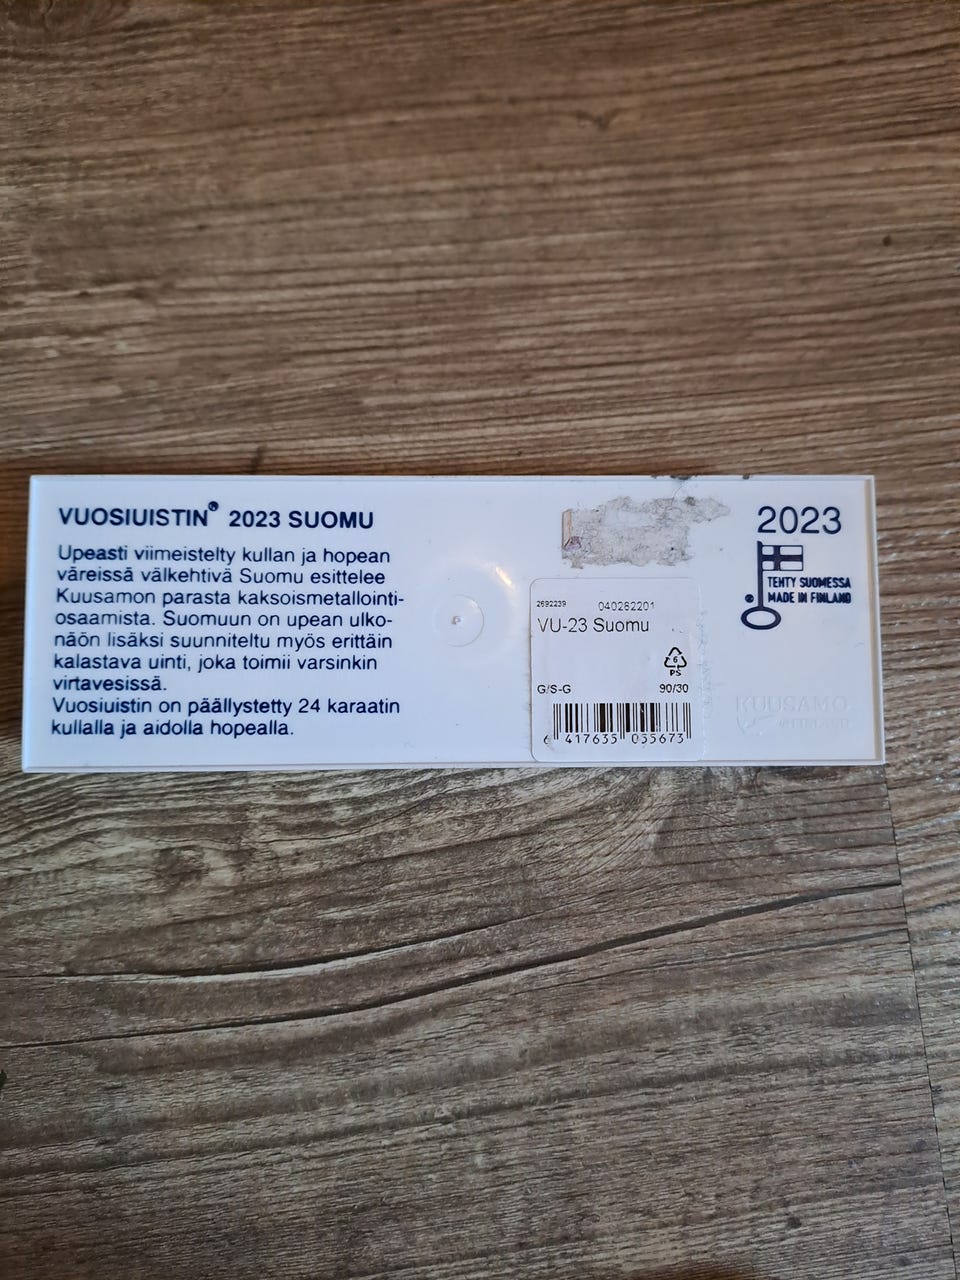 VUOSIUISTIN® 2023 SUOMU
Upeasti viimeistelty kullan ja hopean
väreissä välkehtivä Suomu esittelee
Kuusamon parasta kaksoismetallointi-
osaamista. Suomuun on upean ulko-
näön lisäksi suunniteltu myös erittäin
kalastava uinti, joka toimii varsinkin
virtavesissä.
Vuosiuistin on päällystetty 24 karaatin
kullalla ja aidolla hopealla.
2692239 040262201
VU-23 Suomu
6
PS
G/S-G 90/30
6 417635 055673
2023
TEHTY SUOMESSA
® MADE IN FINLAND
KUUSAMO
FINLAND